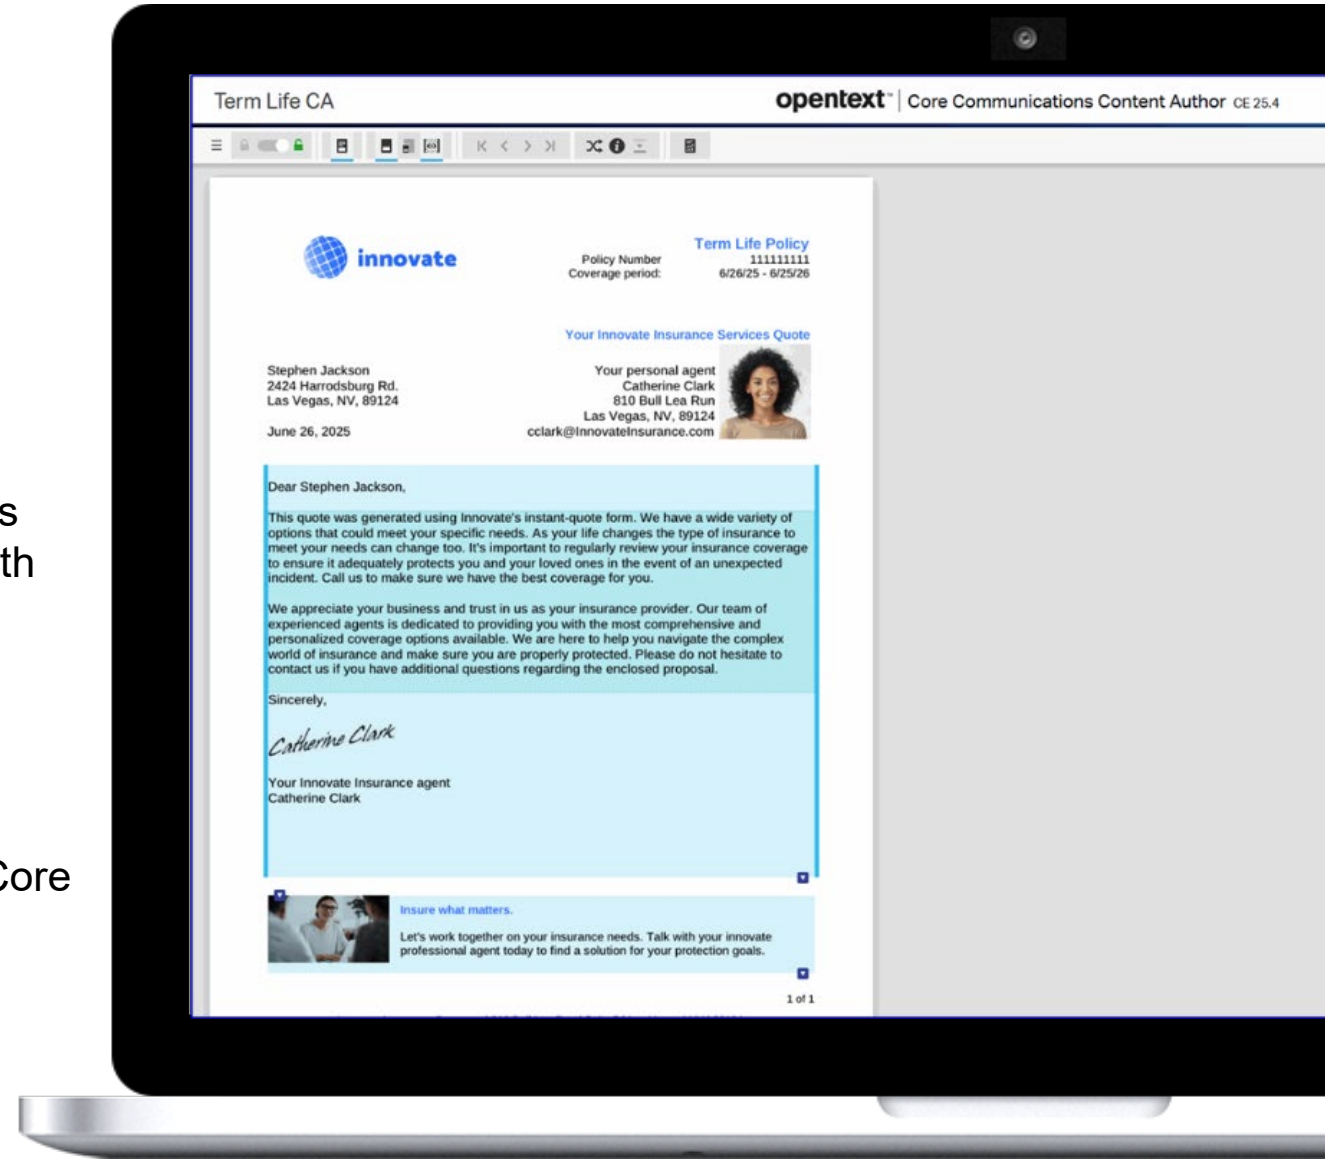 Term Life CA
opentext™ | Core Communications Content Author CE 25.4
innovate
Term Life Policy
Policy Number 111111111
Coverage period: 6/26/25 - 6/25/26
Your Innovate Insurance Services Quote
Stephen Jackson
2424 Harrodsburg Rd.
Las Vegas, NV, 89124
June 26, 2025
Your personal agent
Catherine Clark
810 Bull Lea Run
Las Vegas, NV, 89124
cclark@InnovateInsurance.com
Dear Stephen Jackson,
This quote was generated using Innovate's instant-quote form. We have a wide variety of
options that could meet your specific needs. As your life changes the type of insurance to
meet your needs can change too. It's important to regularly review your insurance coverage
to ensure it adequately protects you and your loved ones in the event of an unexpected
incident. Call us to make sure we have the best coverage for you.
We appreciate your business and trust in us as your insurance provider. Our team of
experienced agents is dedicated to providing you with the most comprehensive and
personalized coverage options available. We are here to help you navigate the complex
world of insurance and make sure you are properly protected. Please do not hesitate to
contact us if you have additional questions regarding the enclosed proposal.
Sincerely,
Catherine Clark
Your Innovate Insurance agent
Catherine Clark
Insure what matters.
Let's work together on your insurance needs. Talk with your innovate
professional agent today to find a solution for your protection goals.
1 of 1
s
th
Core